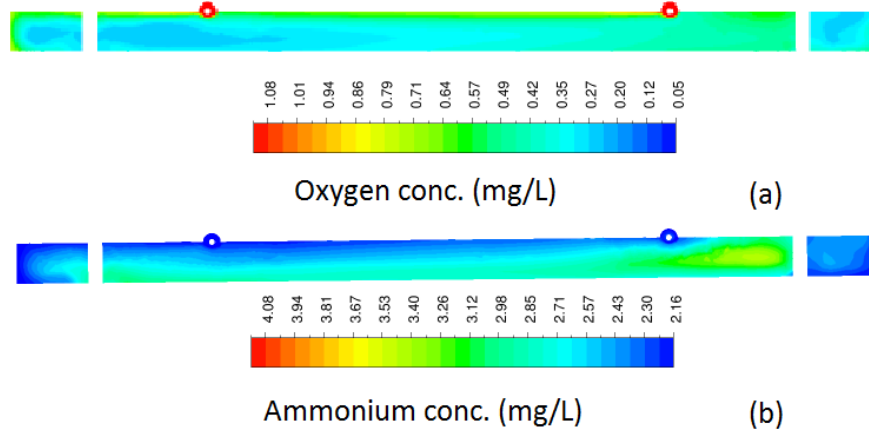 1.08 1.01 0.94 0.86 0.79 0.71 0.64 0.57 0.49 0.42 0.35 0.27 0.20 0.12 0.05
Oxygen conc. (mg/L) (a)
4.08 3.94 3.81 3.67 3.53 3.40 3.26 3.12 2.98 2.85 2.71 2.57 2.43 2.30 2.16
Ammonium conc. (mg/L) (b)